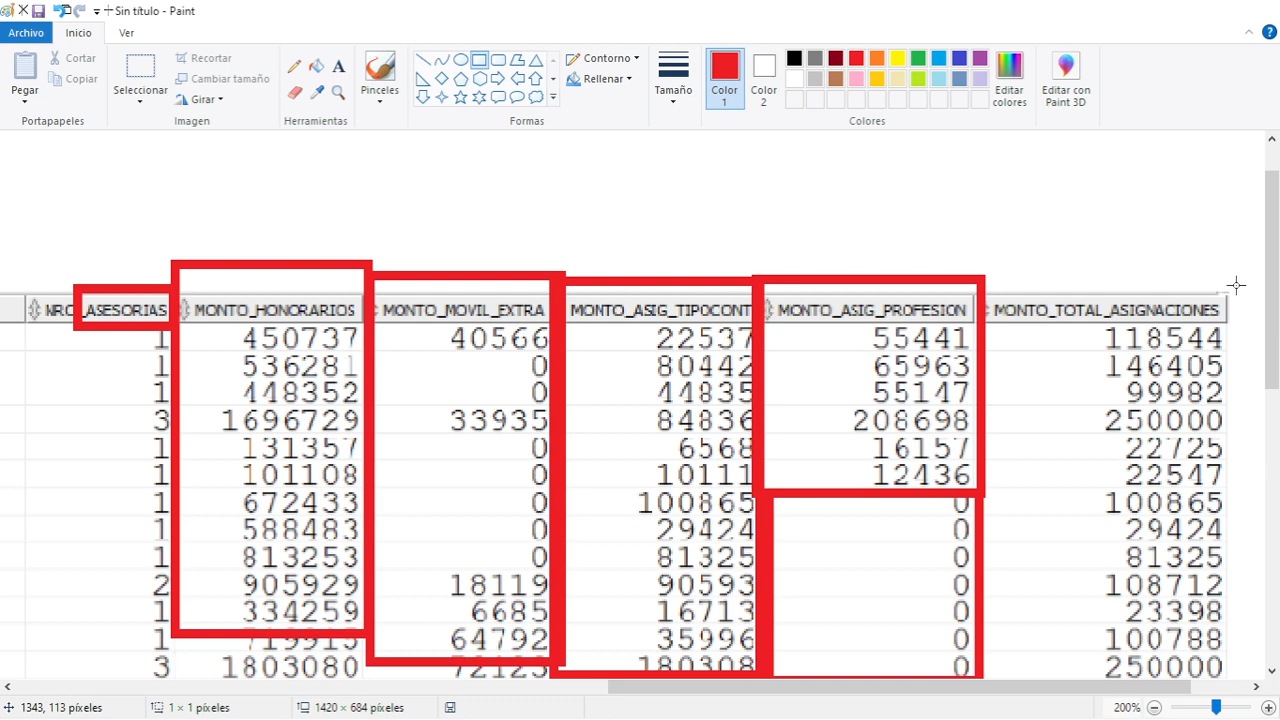 Sin título - Paint
Archivo Inicio Ver
Pegar Cortar Copiar Portapapeles
Seleccionar Recortar Cambiar tamaño Girar Imagen
Herramientas
Pinceles
Contorno Rellenar Formas
Tamaño
Color 1 Color 2 Editar colores Colores
Editar con Paint 3D
NRO_ASESORIAS MONTO_HONORARIOS MONTO_MOVIL_EXTRA MONTO_ASIG_TIPOCONT MONTO_ASIG_PROFESION MONTO_TOTAL_ASIGNACIONES
1 450737 40566 22537 55441 118544
1 536281 0 80442 65963 146405
1 448352 0 44835 55147 99982
3 1696729 33935 84836 208698 250000
1 131357 0 6568 16157 22725
1 101108 0 10111 12436 22547
1 672433 0 100865 0 100865
1 588483 0 29424 0 29424
1 813253 0 81325 0 81325
2 905929 18119 90593 0 108712
1 334259 6685 16713 0 23398
1 719915 64792 35996 0 100788
3 1803080 72123 180308 0 250000
1343, 113 píxeles 1 × 1 píxeles 1420 × 684 píxeles 200%